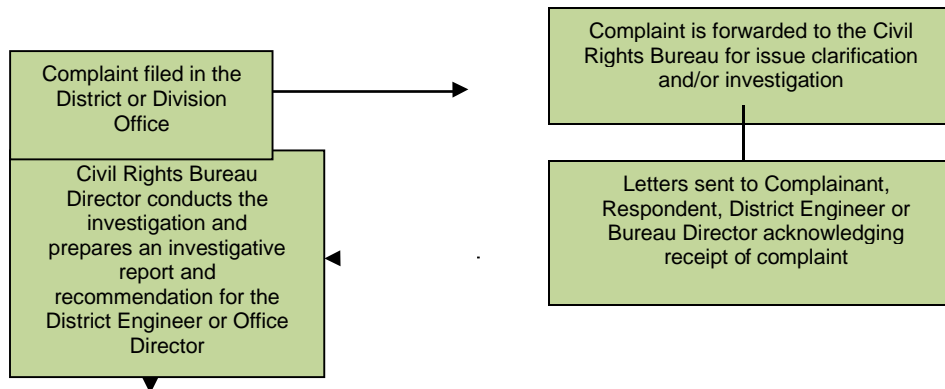 Complaint filed in the
District or Division
Office
Complaint is forwarded to the Civil
Rights Bureau for issue clarification
and/or investigation
Letters sent to Complainant,
Respondent, District Engineer or
Bureau Director acknowledging
receipt of complaint
Civil Rights Bureau
Director conducts the
investigation and
prepares an investigative
report and
recommendation for the
District Engineer or Office
Director